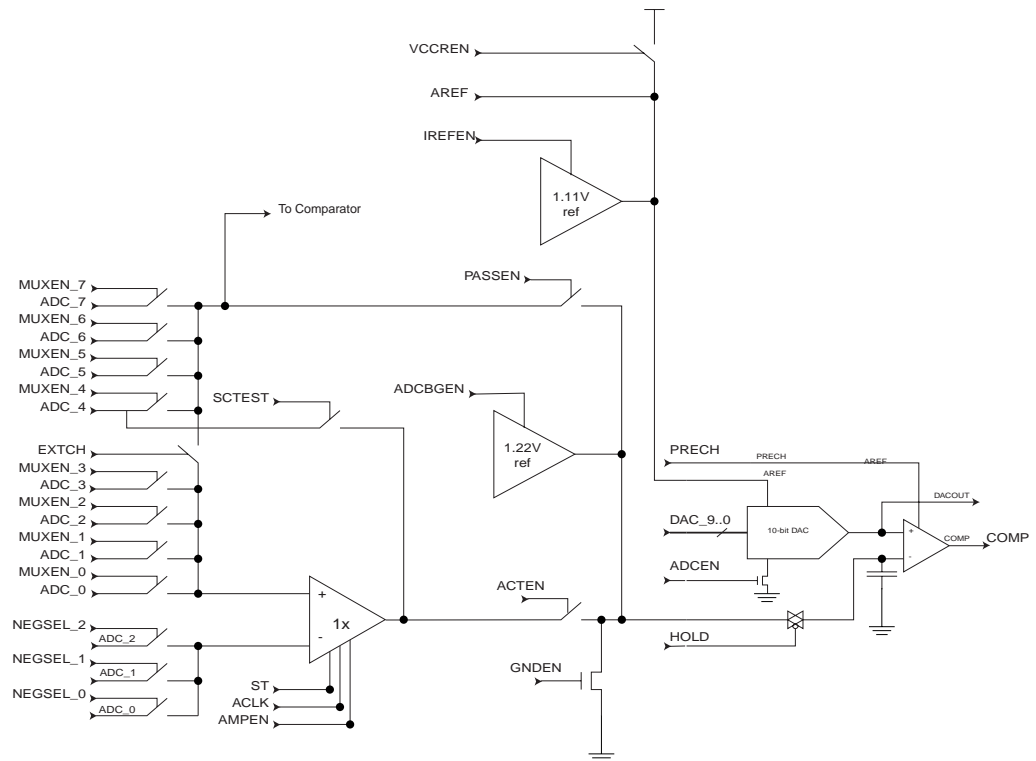 VCCREN
AREF
IREFEN
1.11V
ref
To Comparator
PASSEN
MUXEN_7
ADC_7
MUXEN_6
ADC_6
MUXEN_5
ADC_5
MUXEN_4
ADC_4
SCTEST
ADCBGEN
1.22V
ref
EXTCH
MUXEN_3
ADC_3
MUXEN_2
ADC_2
MUXEN_1
ADC_1
MUXEN_0
ADC_0
PRECH
PRECH
AREF
AREF
DACOUT
DAC_9..0
10-bit DAC
+
-
COMP
COMP
ADCEN
NEGSEL_2
ADC_2
NEGSEL_1
ADC_1
NEGSEL_0
ADC_0
+
1x
-
ACTEN
HOLD
GNDEN
ST
ACLK
AMPEN